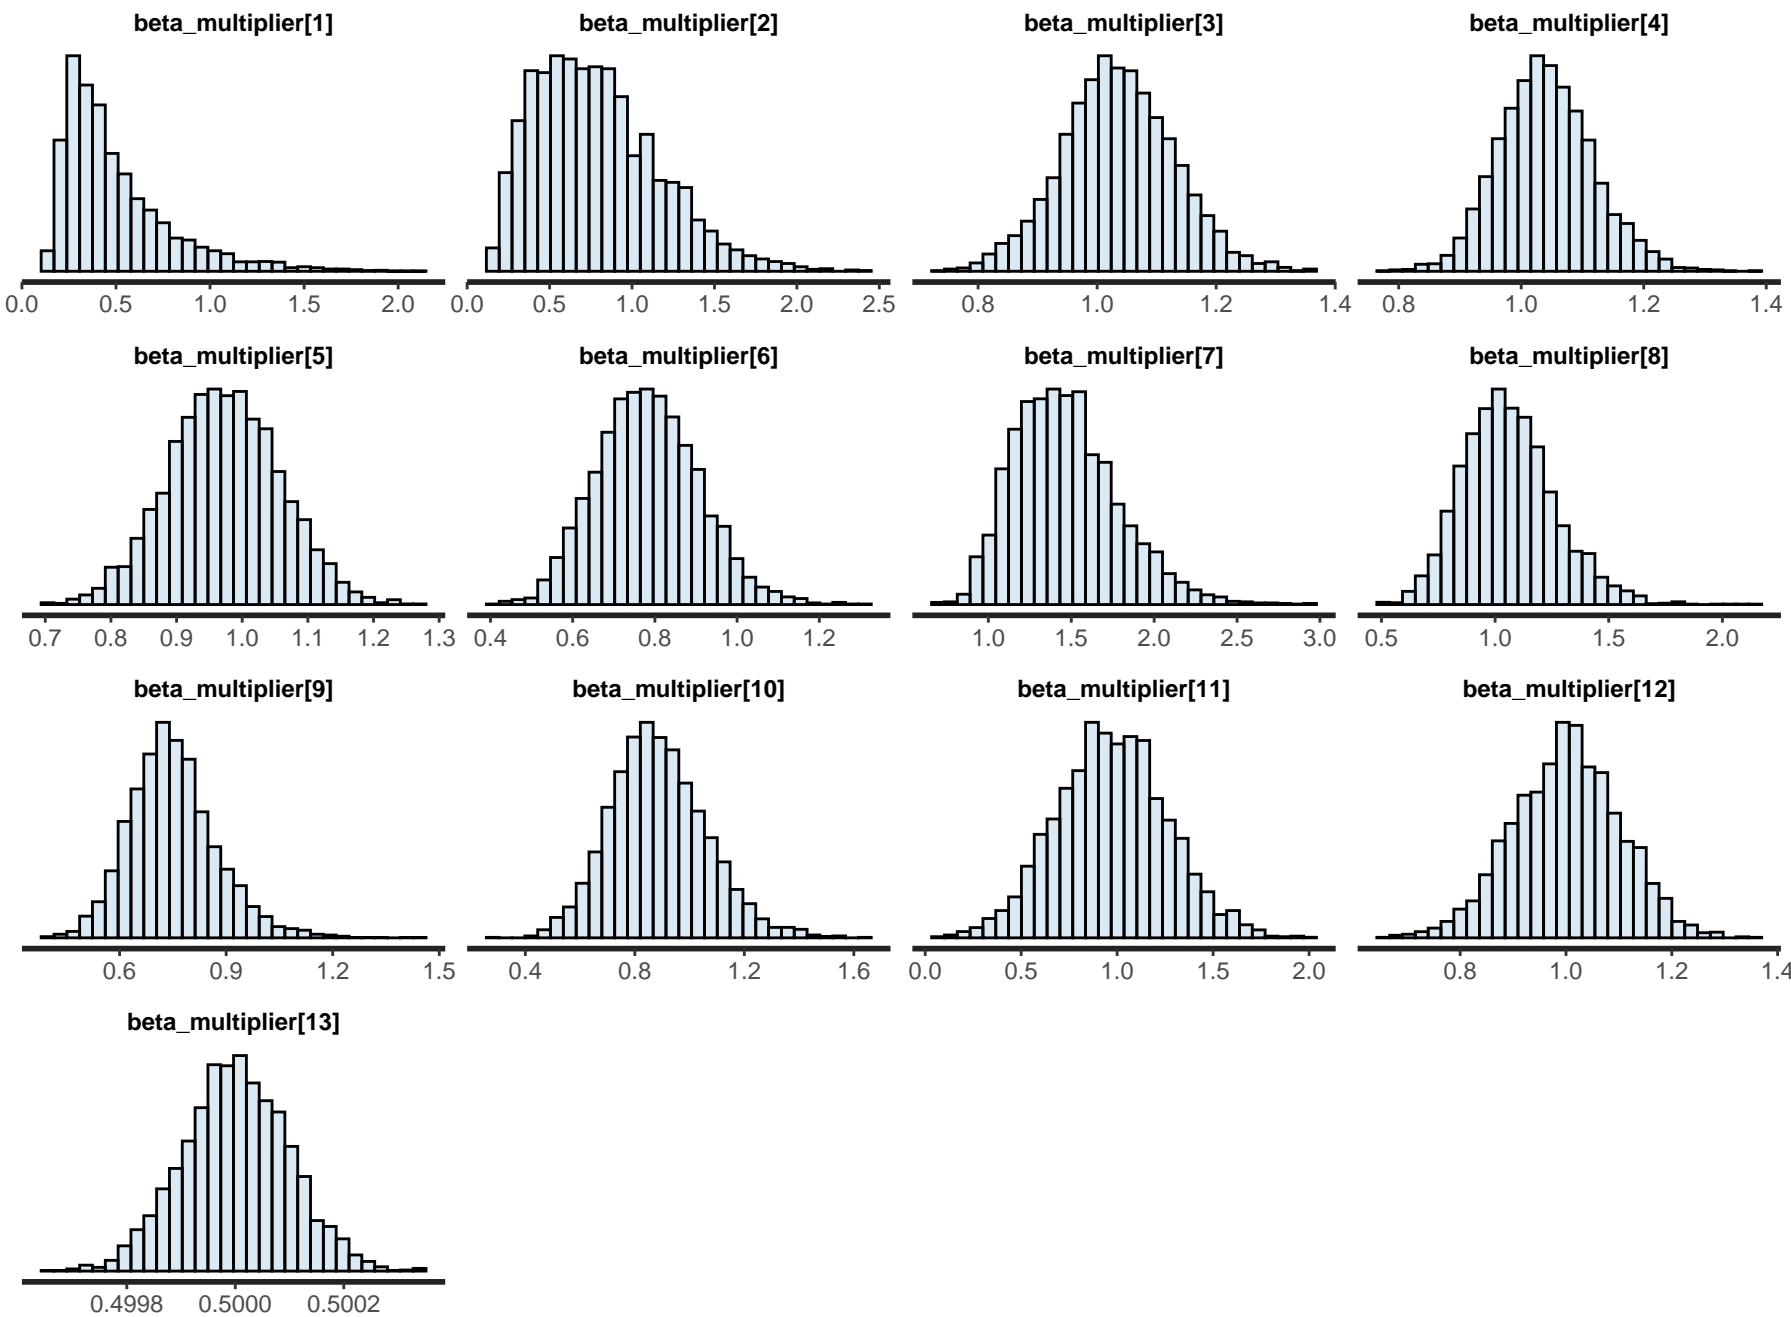 beta_multiplier[1] beta_multiplier[2] beta_multiplier[3] beta_multiplier[4]
0.0 0.5 1.0 1.5 2.0 0.0 0.5 1.0 1.5 2.0 2.5 0.8 1.0 1.2 1.4 0.8 1.0 1.2 1.4
beta_multiplier[5] beta_multiplier[6] beta_multiplier[7] beta_multiplier[8]
0.7 0.8 0.9 1.0 1.1 1.2 1.3 0.4 0.6 0.8 1.0 1.2 1.0 1.5 2.0 2.5 3.0 0.5 1.0 1.5 2.0
beta_multiplier[9] beta_multiplier[10] beta_multiplier[11] beta_multiplier[12]
0.6 0.9 1.2 1.5 0.4 0.8 1.2 1.6 0.0 0.5 1.0 1.5 2.0 0.8 1.0 1.2 1.4
beta_multiplier[13]
0.4998 0.5000 0.5002